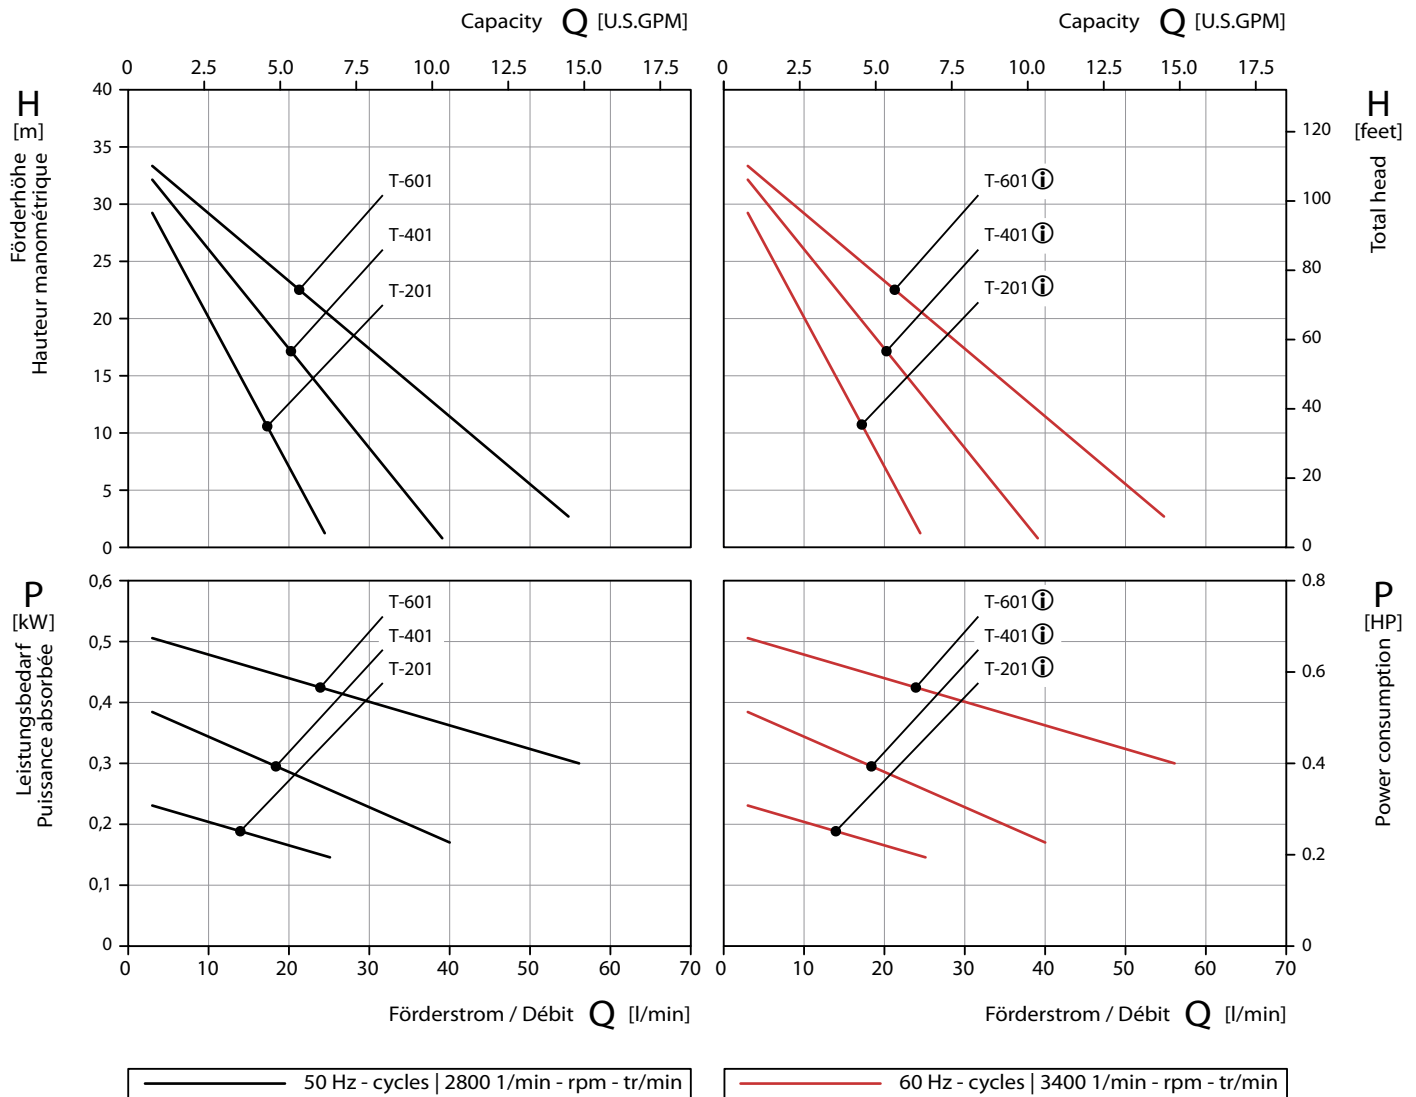 Capacity Q [U.S.GPM]
Capacity Q [U.S.GPM]
0 2.5 5.0 7.5 10.0 12.5 15.0 17.5
0 2.5 5.0 7.5 10.0 12.5 15.0 17.5
H
[m]
Förderhöhe
Hauteur manométrique
40
35
30
25
20
15
10
5
0
T-601
T-401
T-201
T-601 i
T-401 i
T-201 i
H
[feet]
Total head
120
100
80
60
40
20
0
P
[kW]
Leistungsbedarf
Puissance absorbée
0,6
0,5
0,4
0,3
0,2
0,1
0
T-601
T-401
T-201
T-601 i
T-401 i
T-201 i
P
[HP]
Power consumption
0.8
0.6
0.4
0.2
0
0 10 20 30 40 50 60 70
0 10 20 30 40 50 60 70
Förderstrom / Débit Q [l/min]
Förderstrom / Débit Q [l/min]
50 Hz - cycles | 2800 1/min - rpm - tr/min
60 Hz - cycles | 3400 1/min - rpm - tr/min